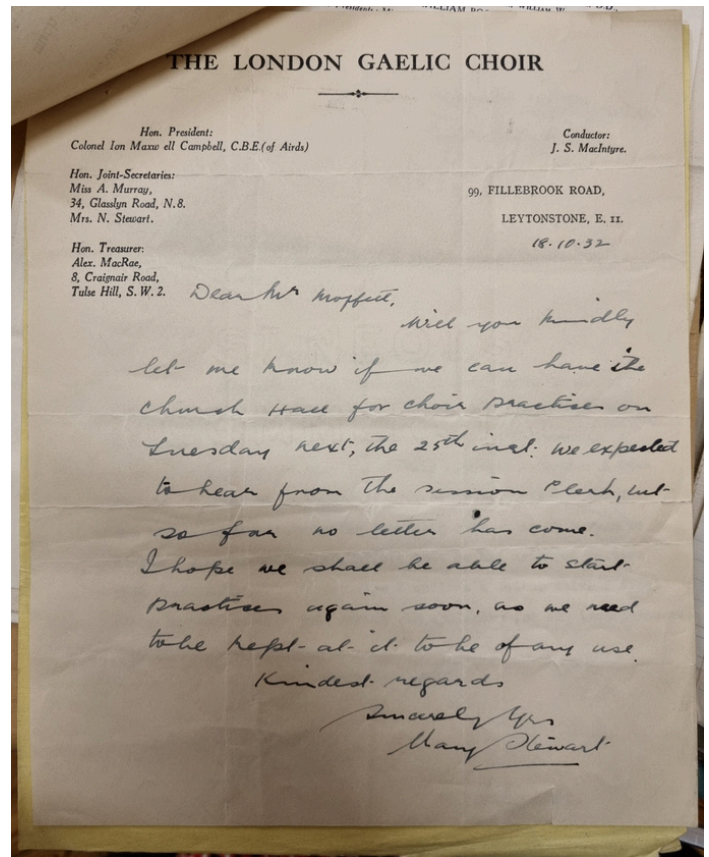 THE LONDON GAELIC CHOIR
Hon. President:
Colonel Ion Maxw ell Campbell, C.B.E.(of Airds)
Conductor:
J. S. MacIntyre.
Hon. Joint-Secretaries:
Miss A. Murray,
34, Glasslyn Road, N.8.
Mrs. N. Stewart.
99, FILLEBROOK ROAD,
LEYTONSTONE, E. 11.
18.10.32
Hon. Treasurer:
Alex. MacRae,
8, Craignair Road,
Tulse Hill, S. W. 2.
Dear Mr Moffett,
Will you kindly
let me know if we can have the
church Hall for choir practises on
Tuesday next, the 25th inst: we expected
to hear from the session Clerk, but
so far no letter has come.
I hope we shall be able to start
practises again soon, as we need
to be kept at it to be of any use.
Kindest regards
Sincerely Yrs
Mary Stewart